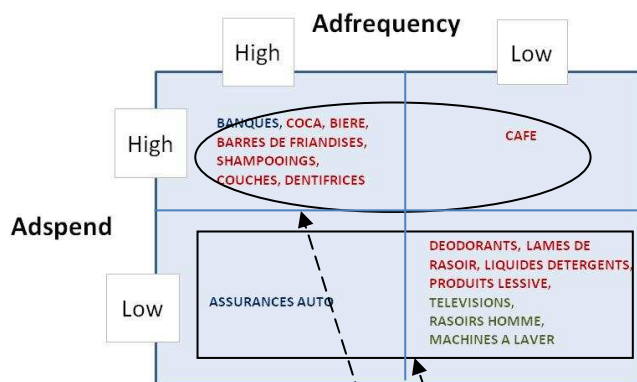 Adfrequency
High
Low
High
BANQUES, COCA, BIERE,
BARRES DE FRIANDISES,
SHAMPOOINGS,
COUCHES, DENTIFRICES
CAFE
Adspend
Low
ASSURANCES AUTO
DEODORANTS, LAMES DE
RASOIR, LIQUIDES DETERGENTS,
PRODUITS LESSIVE,
TELEVISIONS,
RASOIRS HOMME,
MACHINES A LAVER